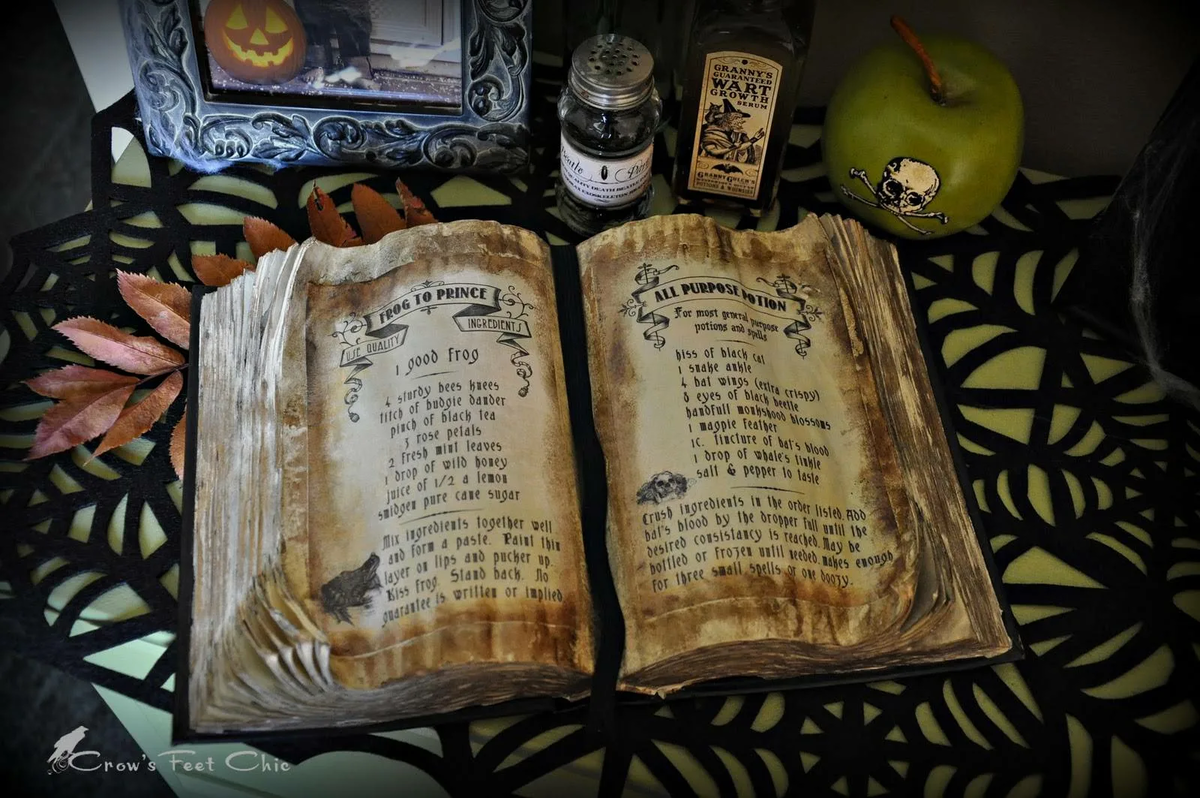 GRANNY'S
GUARANTEED
WART
GROWTH
SERUM
GRANNY GULCH'S
POTIONS &
Beetle
DEATH
FROG TO PRINCE
USE QUALITY
INGREDIENTS
1 good frog
4 sturdy bees knees
titch of budgie dander
pinch of black tea
3 rose petals
2 fresh mint leaves
1 drop of wild honey
juice of 1/2 a lemon
smidgen pure cane sugar
Mix ingredients together well
and form a paste. Paint thin
layer on lips and pucker up.
Kiss frog. Stand back. No
guarantee is written or implied
ALL PURPOSE POTION
For most general purpose
potions and spells
hiss of black cat
1 snake ankle
4 bat wings (extra crispy)
8 eyes of black beetle
handfull monkshood blossoms
1 magpie feather
1c. tincture of bat's blood
1 drop of whale's tinkle
salt & pepper to taste
Crush ingredients in the order listed. Add
bat's blood by the dropper full until the
desired consistancy is reached. May be
bottled or frozen until needed. makes enough
for three small spells or one doozy.
Crow's Feet Chic